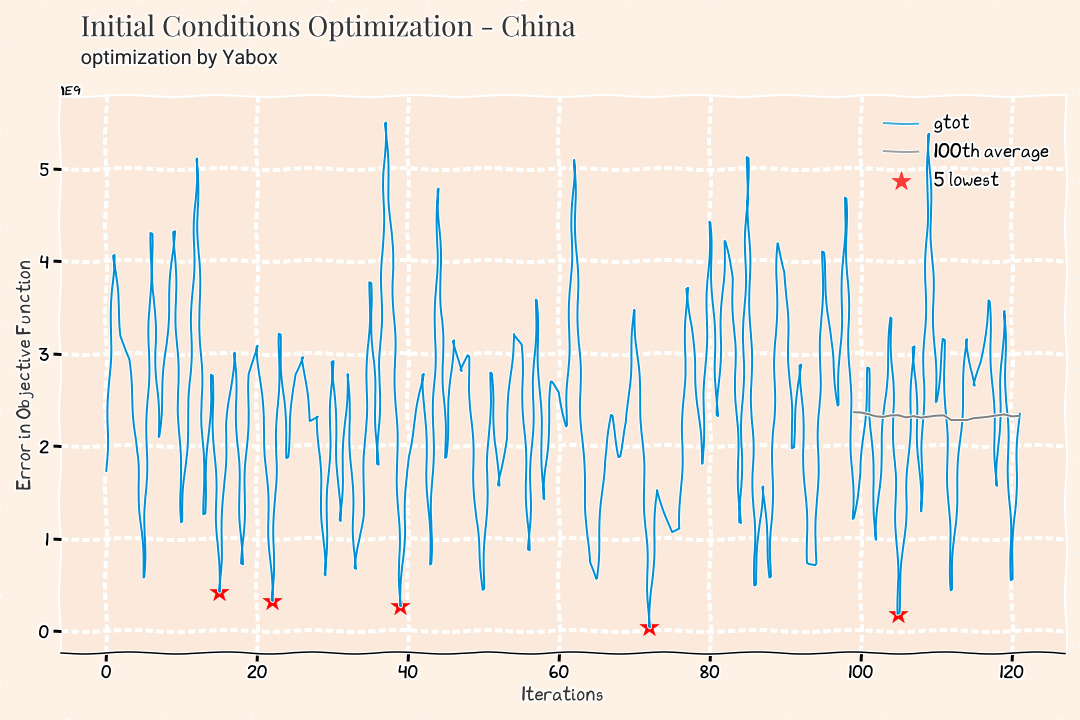 Initial Conditions Optimization - China
optimization by Yabox
1E9
gtot
100th average
5 lowest
5
4
3
2
1
0
Error in Objective Function
0 20 40 60 80 100 120
Iterations